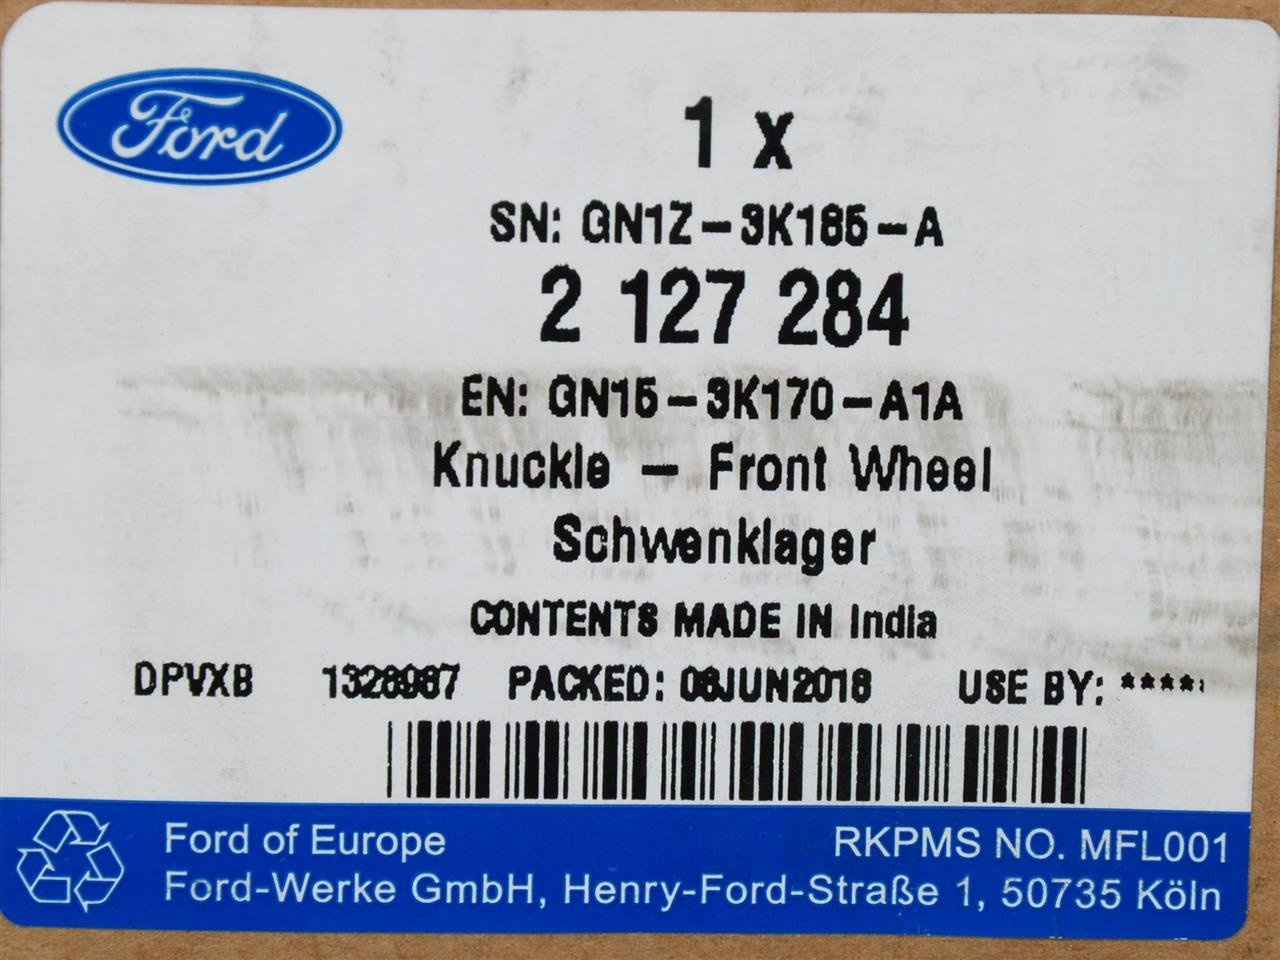 Ford
1 x
SN: GN1Z-3K185-A
2 127 284
EN: GN15-3K170-A1A
Knuckle - Front Wheel
Schwenklager
CONTENTS MADE IN India
DPVXB 1328987 PACKED: 06JUN2018 USE BY: ****
Ford of Europe RKPMS NO. MFL001
Ford-Werke GmbH, Henry-Ford-Straße 1, 50735 Köln